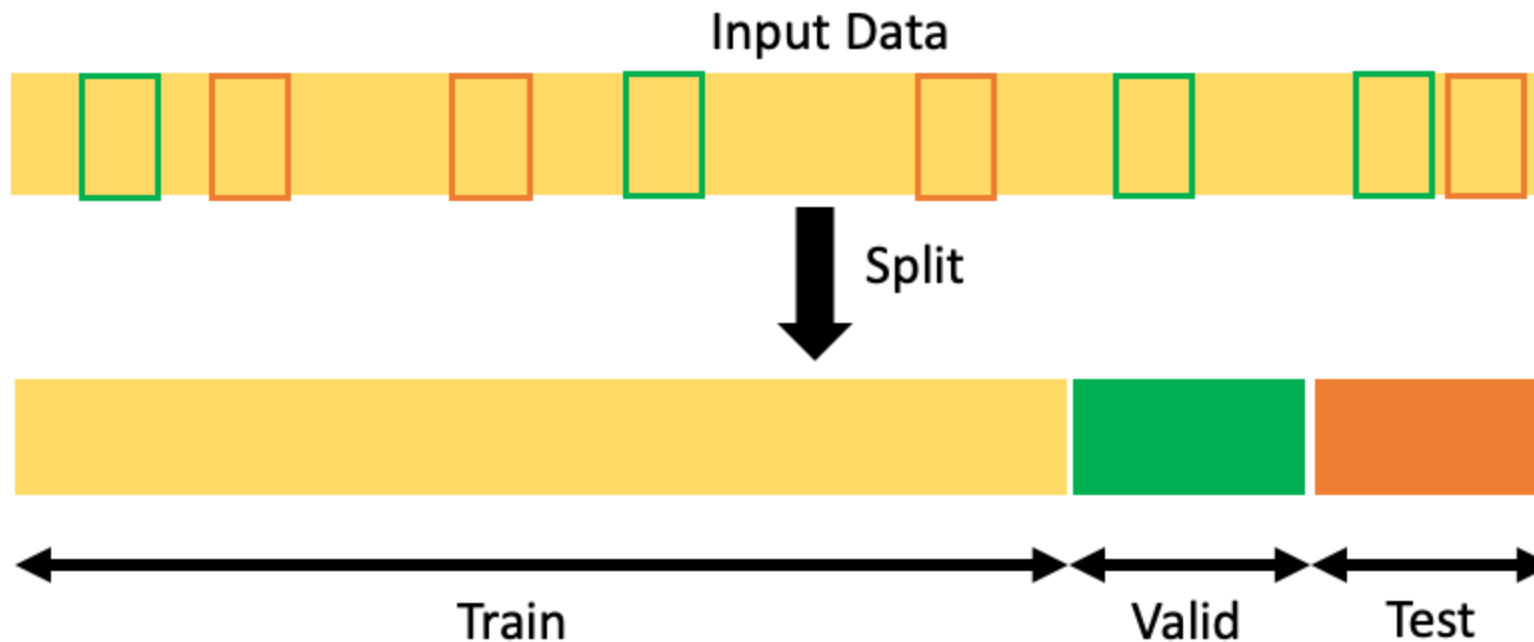 Input Data
Split
Train
Valid
Test